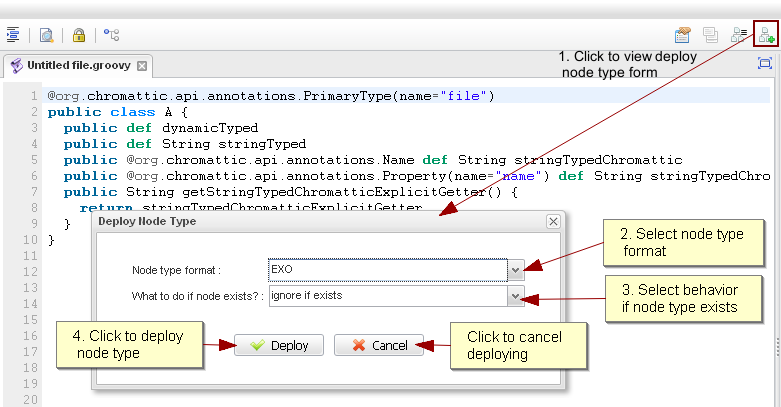 1. Click to view deploy
node type form
Untitled file.groovy
1 @org.chromattic.api.annotations.PrimaryType(name="file")
2 public class A {
3 public def dynamicTyped
4 public def String stringTyped
5 public @org.chromattic.api.annotations.Name def String stringTypedChromattic
6 public @org.chromattic.api.annotations.Property(name="name") def String stringTypedChro
7 public String getStringTypedChromatticExplicitGetter() {
8 return stringTypedChromatticExplicitGetter
9 }
10 }
11
12
13
14
15
16
17
18
19
20
Deploy Node Type
Node type format :
EXO
What to do if node exists? :
ignore if exists
Deploy
Cancel
2. Select node type
format
3. Select behavior
if node type exists
4. Click to deploy
node type
Click to cancel
deploying